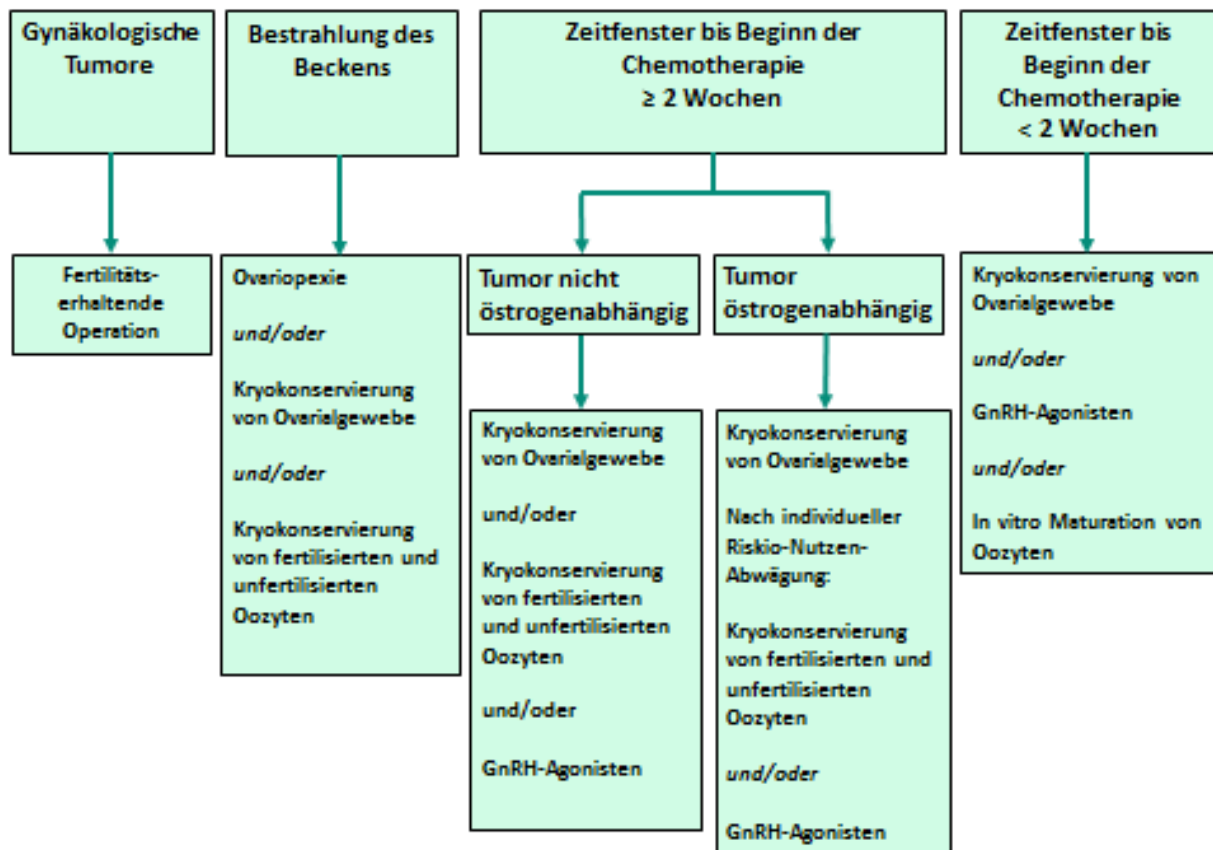 Gynäkologische
Tumore
Bestrahlung des
Beckens
Zeitfenster bis Beginn der
Chemotherapie
≥ 2 Wochen
Zeitfenster bis
Beginn der
Chemotherapie
< 2 Wochen
Fertilitäts-
erhaltende
Operation
Ovariopexie
und/oder
Kryokonservierung
von Ovarialgewebe
und/oder
Kryokonservierung
von fertilisierten und
unfertilisierten
Oozyten
Tumor nicht
östrogenabhängig
Kryokonservierung
von Ovarialgewebe
und/oder
Kryokonservierung
von fertilisierten
und unfertilisierten
Oozyten
und/oder
GnRH-Agonisten
Tumor
östrogenabhängig
Kryokonservierung
von Ovarialgewebe
Nach individueller
Riskio-Nutzen-
Abwägung:
Kryokonservierung
von fertilisierten und
unfertilisierten
Oozyten
und/oder
GnRH-Agonisten
Kryokonservierung von
Ovarialgewebe
und/oder
GnRH-Agonisten
und/oder
In vitro Maturation von
Oozyten